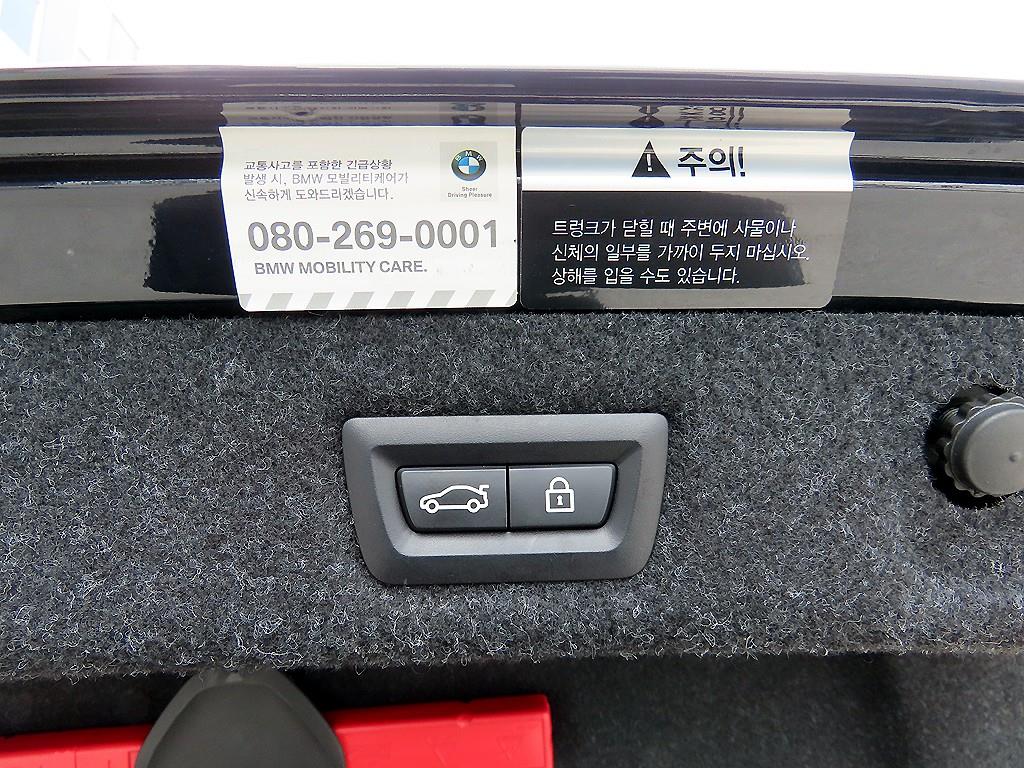 교통사고를 포함한 긴급상황
발생 시, BMW 모빌리티케어가
신속하게 도와드리겠습니다.
BMW
Sheer
Driving Pleasure
080-269-0001
BMW MOBILITY CARE.
주의!
트렁크가 닫힐 때 주변에 사물이나
신체의 일부를 가까이 두지 마십시오.
상해를 입을 수도 있습니다.